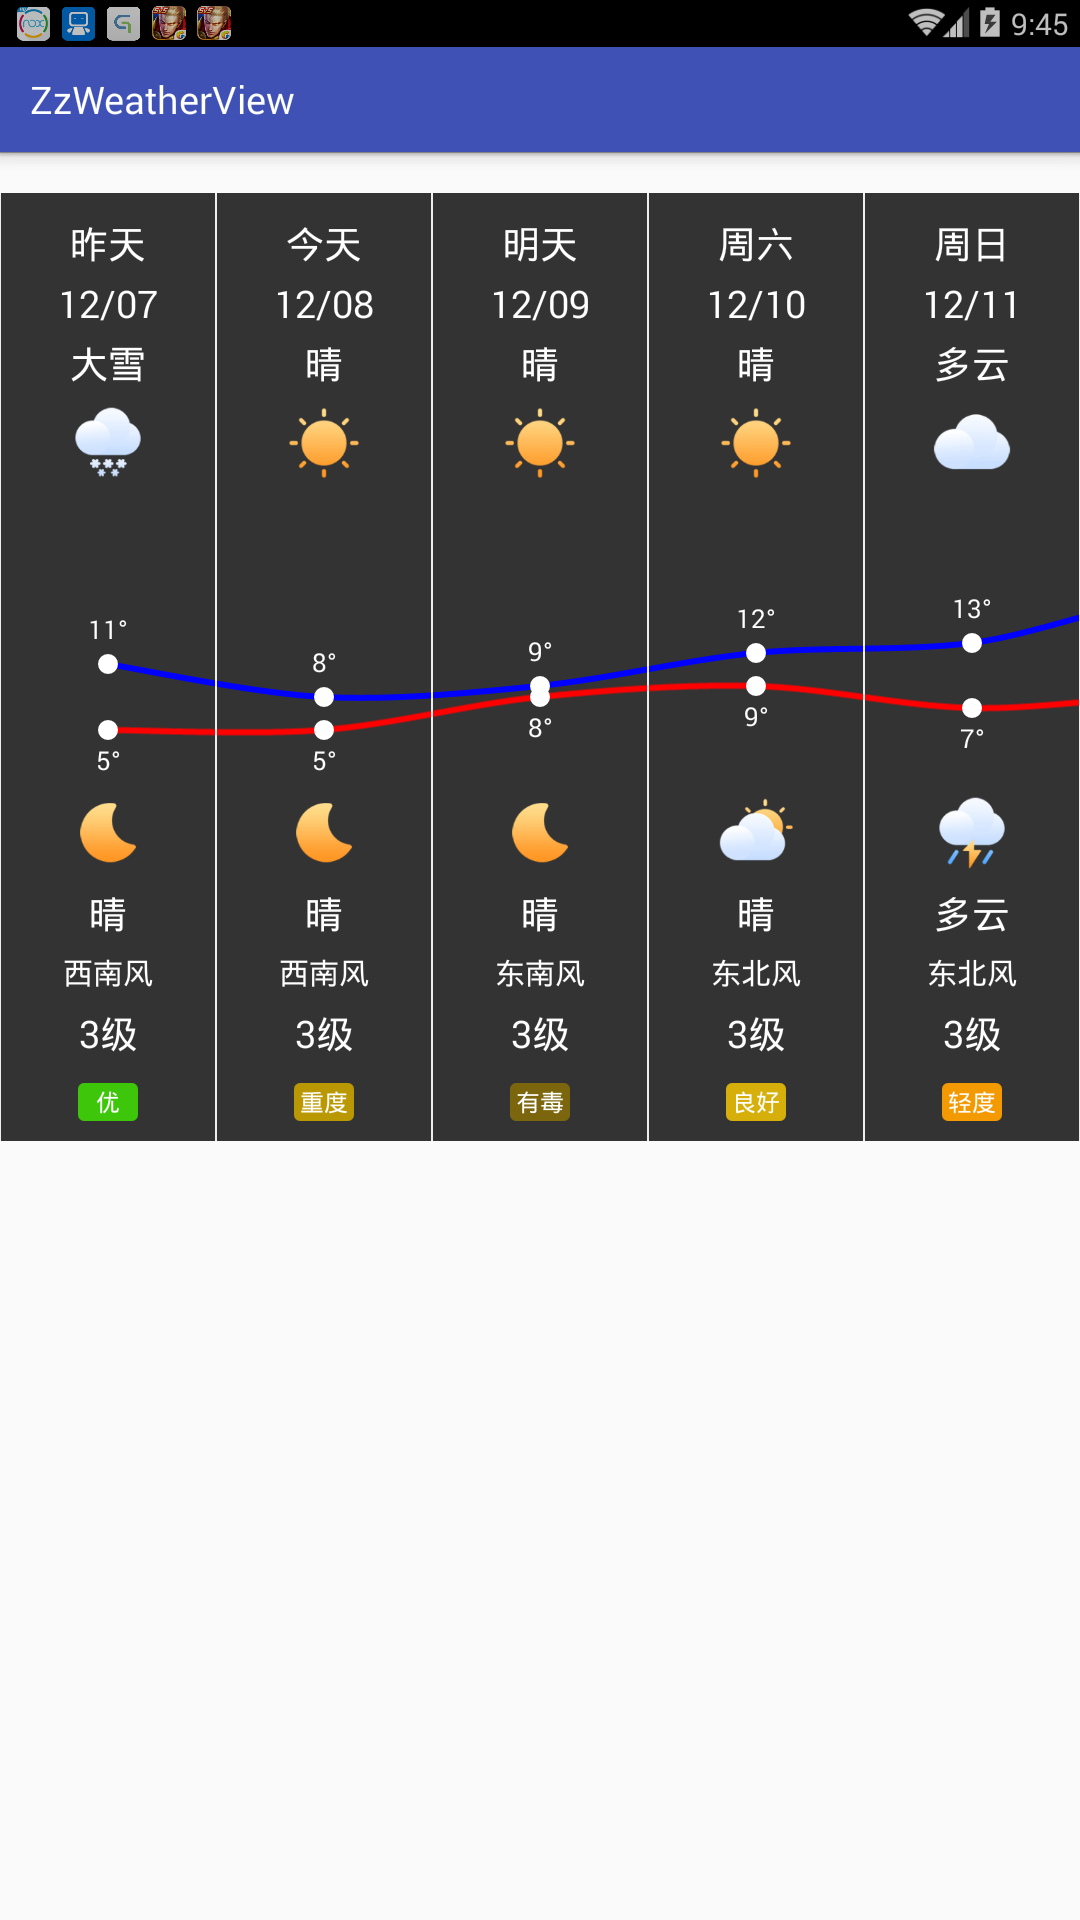 9:45
ZzWeatherView
昨天 今天 明天 周六 周日
12/07 12/08 12/09 12/10 12/11
大雪 晴 晴 晴 多云
11° 8° 9° 12° 13°
5° 5° 8° 9° 7°
晴 晴 晴 晴 多云
西南风 西南风 东南风 东北风 东北风
3级 3级 3级 3级 3级
优 重度 有毒 良好 轻度